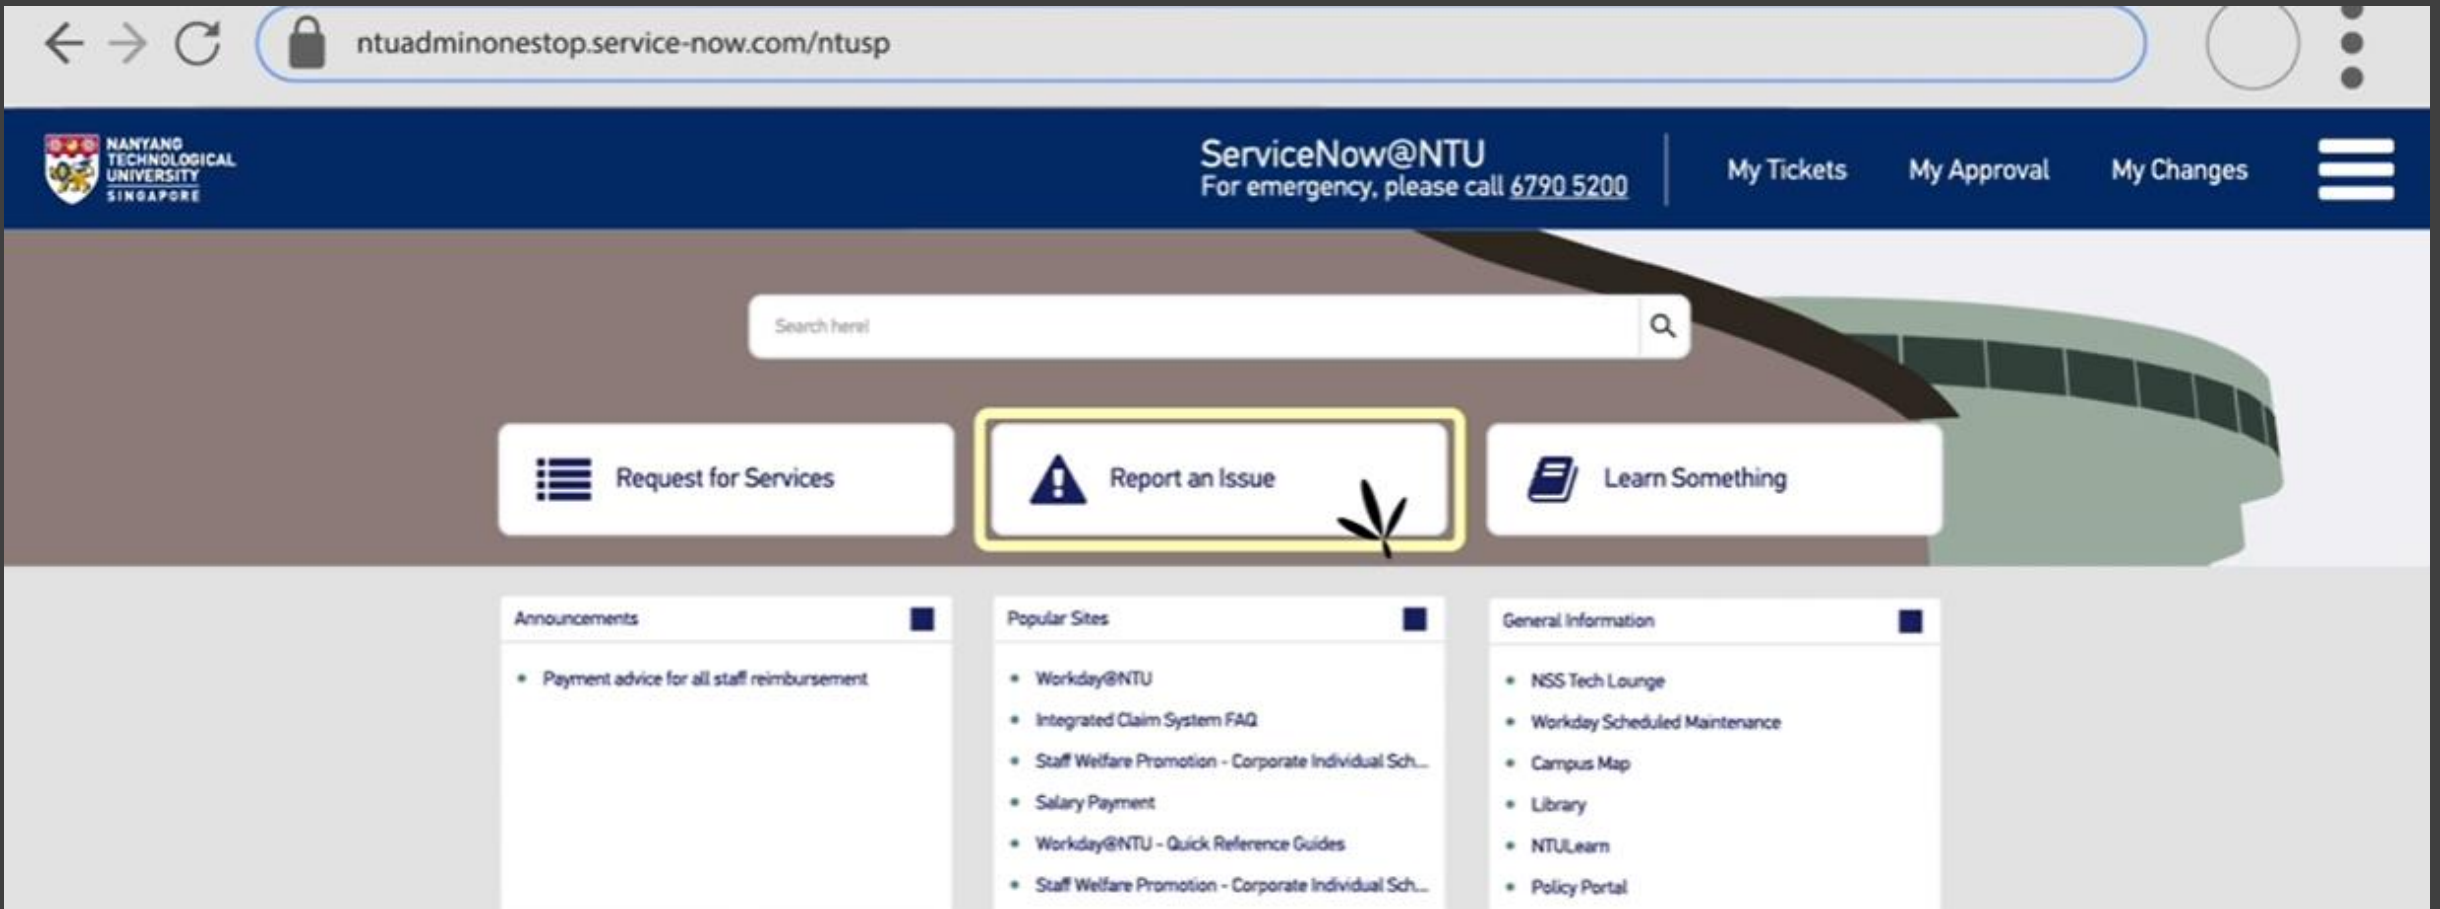 ntuadminonestop.service-now.com/ntusp
NANYANG
TECHNOLOGICAL
UNIVERSITY
SINGAPORE
ServiceNow@NTU
For emergency, please call 6790 5200
My Tickets
My Approval
My Changes
Search here!
Request for Services
Report an Issue
Learn Something
Announcements
Payment advice for all staff reimbursement
Popular Sites
Workday@NTU
Integrated Claim System FAQ
Staff Welfare Promotion - Corporate Individual Sch...
Salary Payment
Workday@NTU - Quick Reference Guides
Staff Welfare Promotion - Corporate Individual Sch...
General Information
NSS Tech Lounge
Workday Scheduled Maintenance
Campus Map
Library
NTULearn
Policy Portal